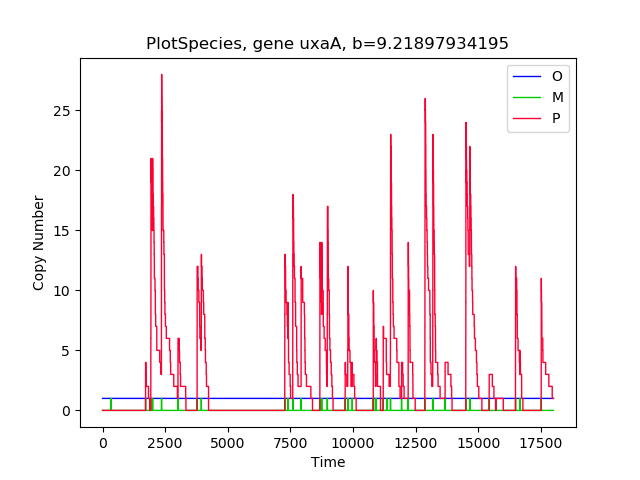 PlotSpecies, gene uxaA, b=9.21897934195
O
M
P
Copy Number
25
20
15
10
5
0
0 2500 5000 7500 10000 12500 15000 17500
Time